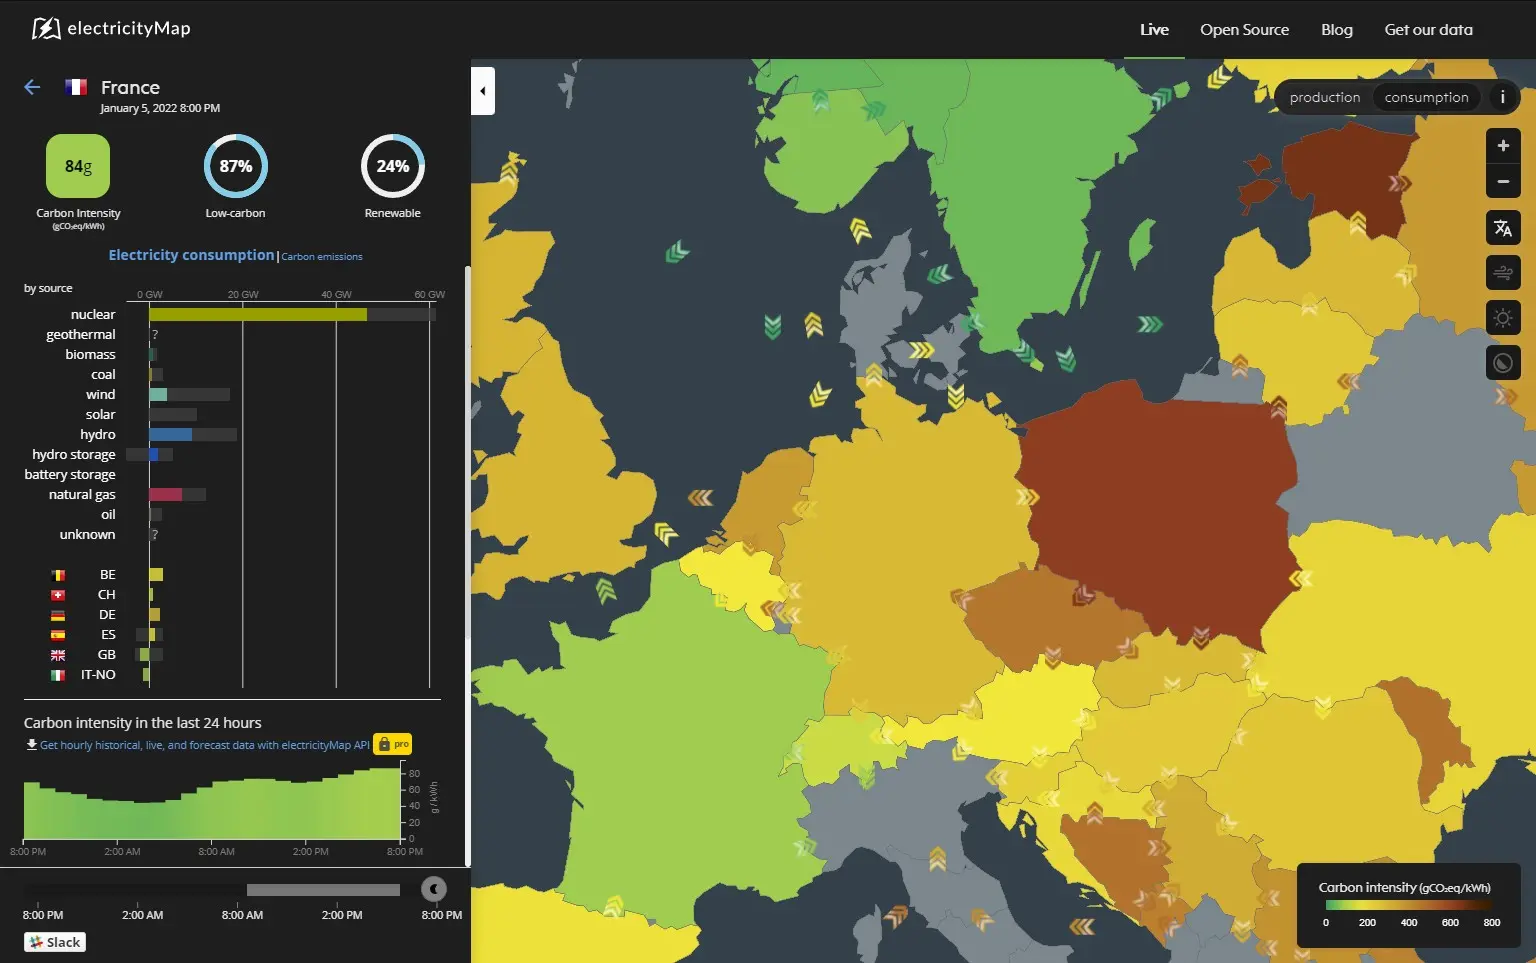 electricityMap
Live Open Source Blog Get our data
France
January 5, 2022 8:00 PM
84g 87% 24%
Carbon Intensity Low-carbon Renewable
(gCO₂eq/kWh)
Electricity consumption | Carbon emissions
by source
0 GW 20 GW 40 GW 60 GW
nuclear
geothermal ?
biomass
coal
wind
solar
hydro
hydro storage
battery storage
natural gas
oil
unknown ?
BE
CH
DE
ES
GB
IT-NO
Carbon intensity in the last 24 hours
Get hourly historical, live, and forecast data with electricityMap API pro
80
60
40
20
0
g / kWh
8:00 PM 2:00 AM 8:00 AM 2:00 PM 8:00 PM
8:00 PM 2:00 AM 8:00 AM 2:00 PM 8:00 PM
Slack
production consumption i
+
−
文A
Carbon intensity (gCO₂eq/kWh)
0 200 400 600 800